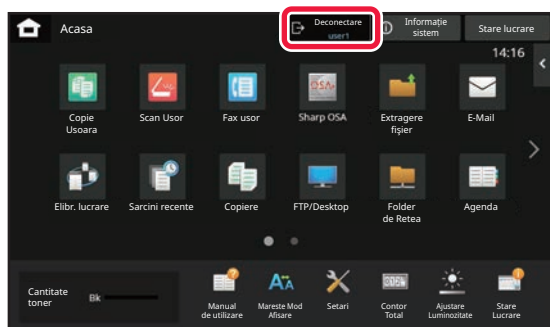 Acasa
Deconectare
user1
Informație
sistem
Stare lucrare
14:16
Copie
Usoara
Scan Usor
Fax usor
Sharp OSA
Extragere
fișier
E-Mail
Elibr. lucrare
Sarcini recente
Copiere
FTP/Desktop
Folder
de Retea
Agenda
Cantitate
toner
Bk
Manual
de utilizare
Mareste Mod
Afisare
Setari
Contor
Total
Ajustare
Luminozitate
Stare
Lucrare